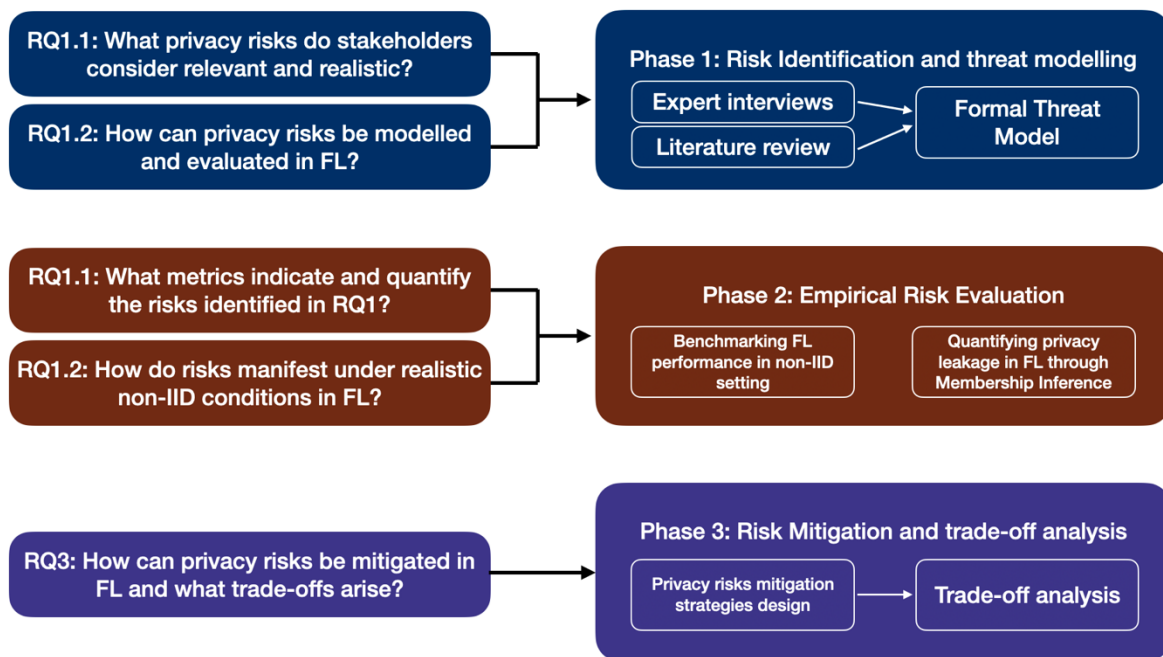 RQ1.1: What privacy risks do stakeholders
consider relevant and realistic?
RQ1.2: How can privacy risks be modelled
and evaluated in FL?
Phase 1: Risk Identification and threat modelling
Expert interviews
Literature review
Formal Threat
Model
RQ1.1: What metrics indicate and quantify
the risks identified in RQ1?
RQ1.2: How do risks manifest under realistic
non-IID conditions in FL?
Phase 2: Empirical Risk Evaluation
Benchmarking FL
performance in non-IID
setting
Quantifying privacy
leakage in FL through
Membership Inference
RQ3: How can privacy risks be mitigated in
FL and what trade-offs arise?
Phase 3: Risk Mitigation and trade-off analysis
Privacy risks mitigation
strategies design
Trade-off analysis